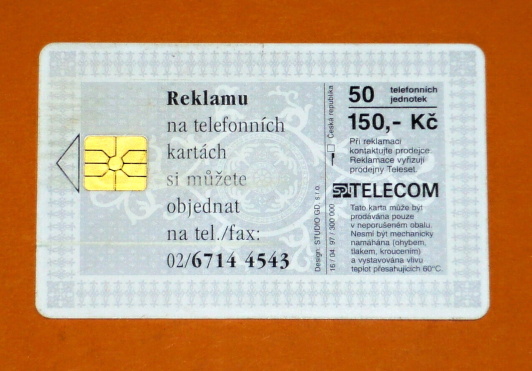 Reklamu
na telefonních
kartách
si můžete
objednat
na tel./fax:
02/6714 4543
Design: STUDIO GD, s.r.o.
16 / 04. 97 / 300 000
Česká republika
50 telefonních
jednotek
150,- Kč
Při reklamaci
kontaktujte prodejce.
Reklamace vyřizují
prodejny Teleset.
SPT TELECOM
Tato karta může být
prodávána pouze
v neporušeném obalu.
Nesmí být mechanicky
namáhána (ohybem,
tlakem, kroucením)
a vystavována vlivu
teplot přesahujících 60°C.